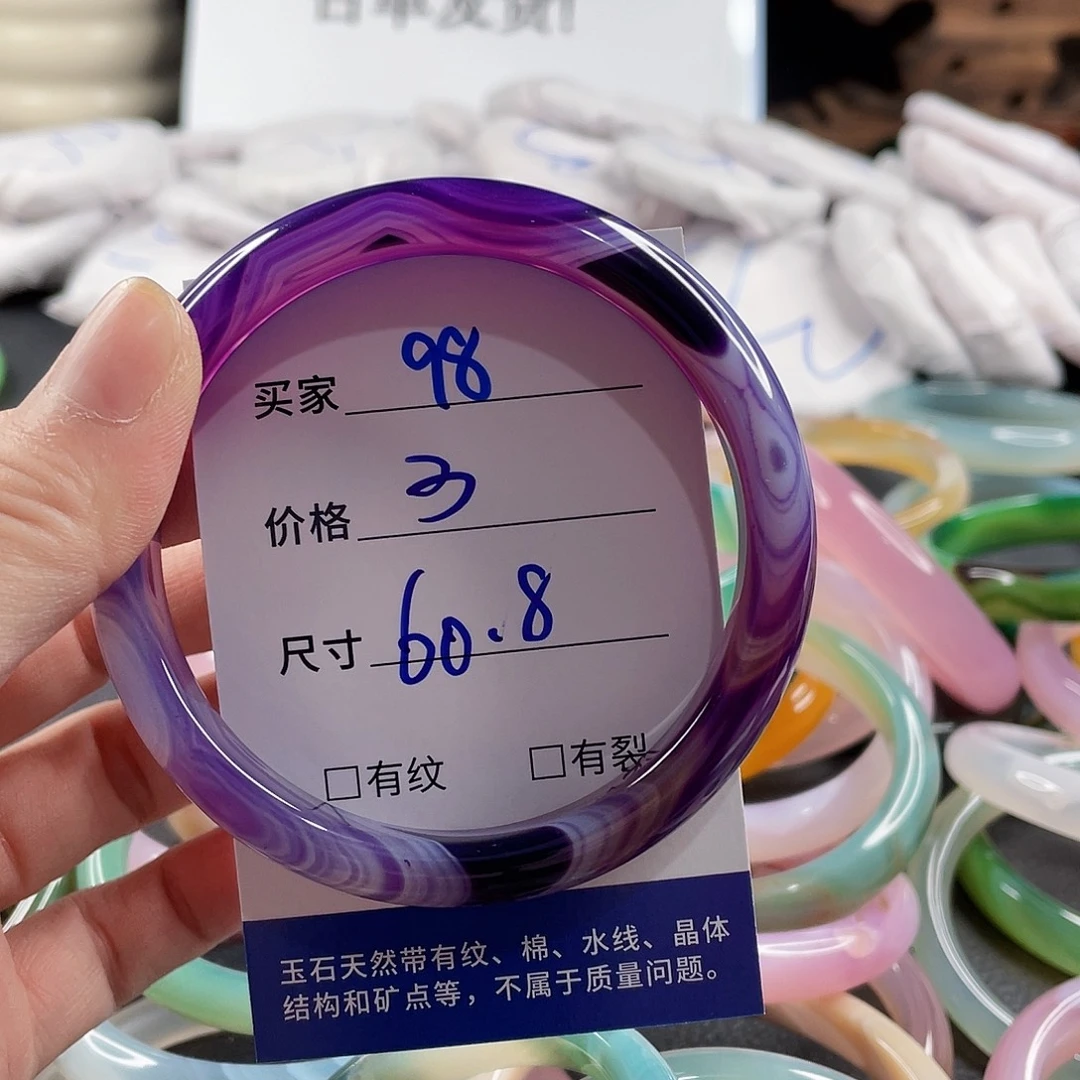 买家 98
价格 3
尺寸 60.8
□有纹 □有裂
玉石天然带有纹、棉、水线、晶体
结构和矿点等，不属于质量问题。